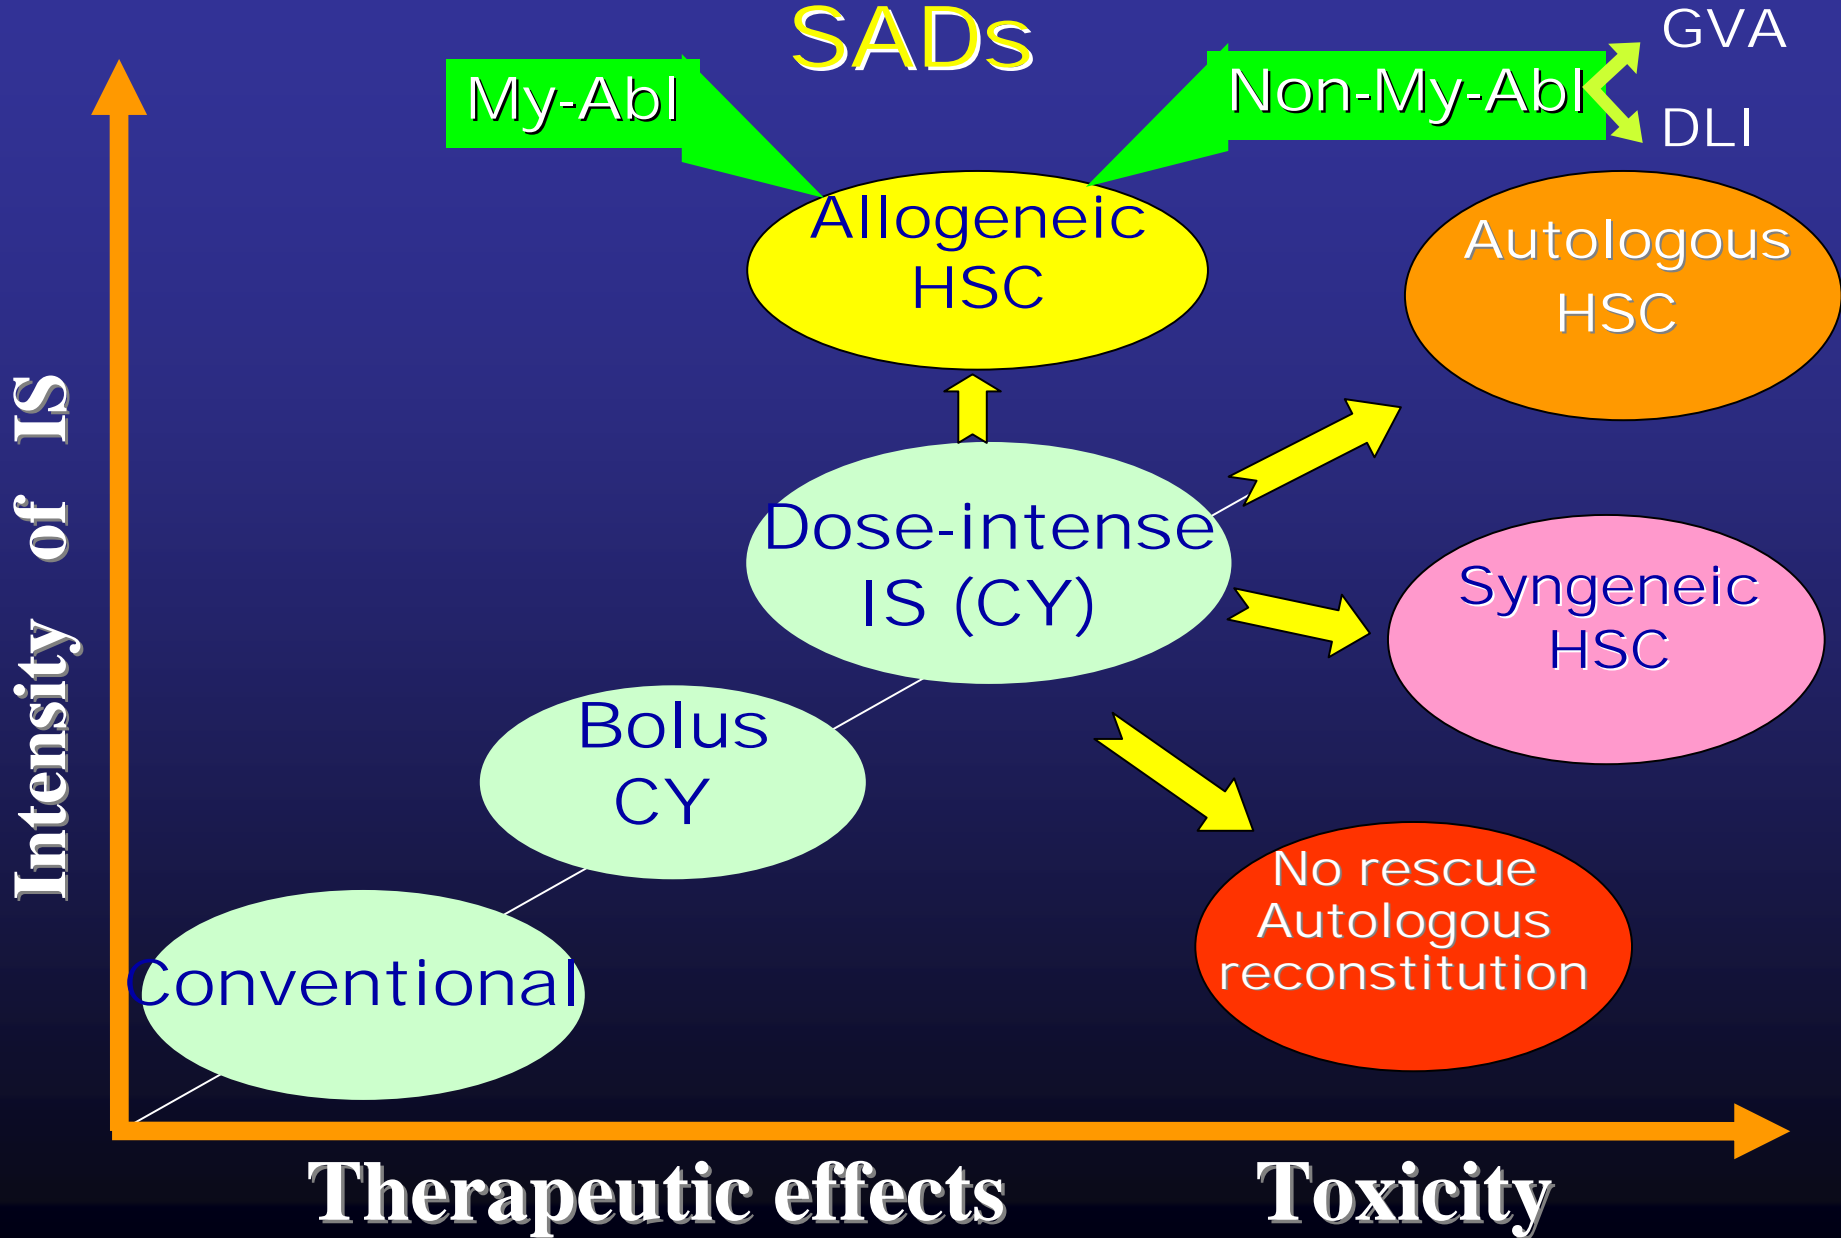 SADs
My-Abl
Non-My-Abl
GVA
DLI
Allogeneic
HSC
Autologous
HSC
Intensity of IS
Dose-intense
IS (CY)
Syngeneic
HSC
Bolus
CY
No rescue
Autologous
reconstitution
Conventional
Therapeutic effects
Toxicity